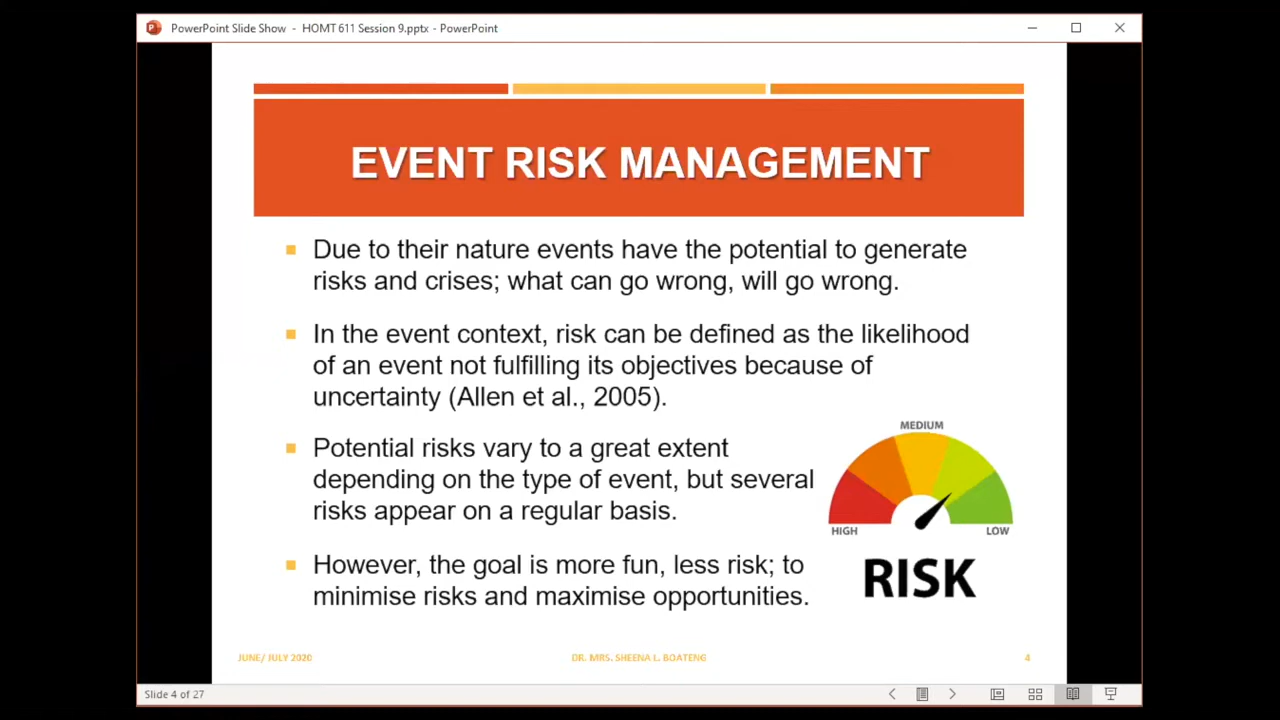 PowerPoint Slide Show - HOMT 611 Session 9.pptx - PowerPoint
EVENT RISK MANAGEMENT
Due to their nature events have the potential to generate
risks and crises; what can go wrong, will go wrong.
In the event context, risk can be defined as the likelihood
of an event not fulfilling its objectives because of
uncertainty (Allen et al., 2005).
Potential risks vary to a great extent
depending on the type of event, but several
risks appear on a regular basis.
However, the goal is more fun, less risk; to
minimise risks and maximise opportunities.
MEDIUM
HIGH
LOW
RISK
JUNE/ JULY 2020
DR. MRS. SHEENA L. BOATENG
4
Slide 4 of 27